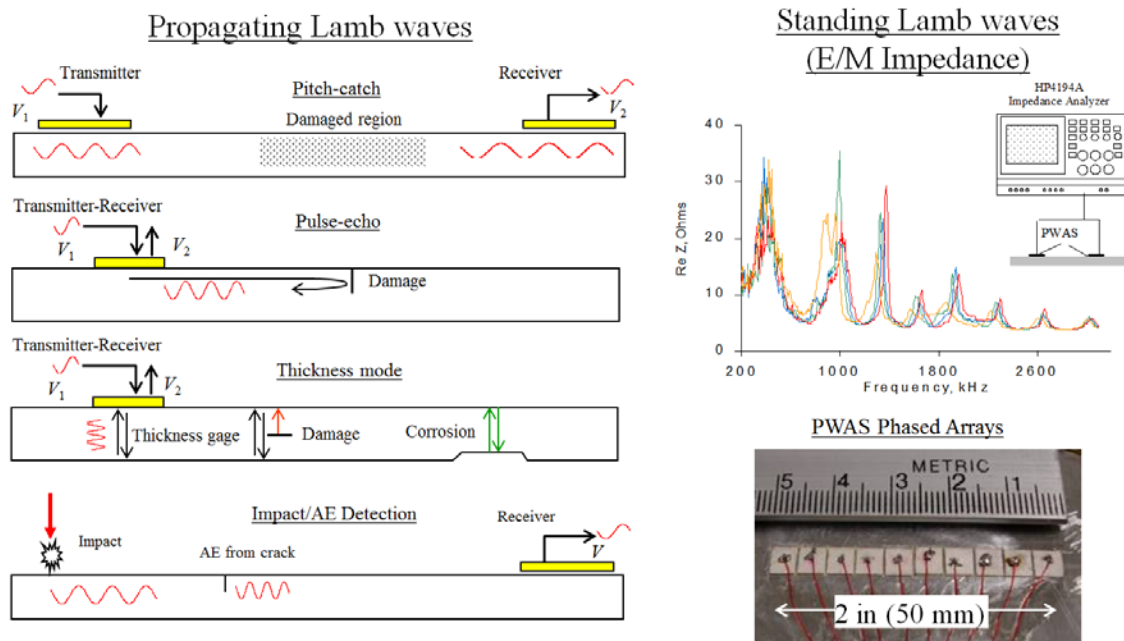 Propagating Lamb waves
Transmitter
V1
Pitch-catch
Damaged region
Receiver
V2
Transmitter-Receiver
V1
V2
Pulse-echo
Damage
Transmitter-Receiver
V1
V2
Thickness mode
Thickness gage
Damage
Corrosion
Impact
Impact/AE Detection
AE from crack
Receiver
V
Standing Lamb waves
(E/M Impedance)
HP4194A
Impedance Analyzer
PWAS
40
30
20
10
0
Re Z, Ohms
200 1000 1800 2600
Frequency, kHz
PWAS Phased Arrays
METRIC
5 4 3 2 1
2 in (50 mm)